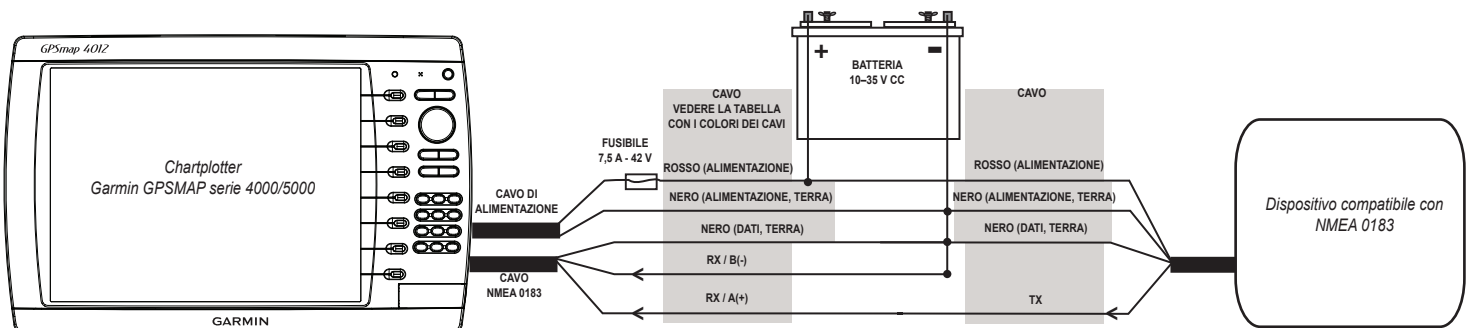 GPSmap 4012
Chartplotter
Garmin GPSMAP serie 4000/5000
GARMIN
CAVO DI
ALIMENTAZIONE
CAVO
NMEA 0183
FUSIBILE
7,5 A - 42 V
CAVO
VEDERE LA TABELLA
CON I COLORI DEI CAVI
ROSSO (ALIMENTAZIONE)
NERO (ALIMENTAZIONE, TERRA)
NERO (DATI, TERRA)
RX / B(-)
RX / A(+)
+ -
BATTERIA
10–35 V CC
CAVO
ROSSO (ALIMENTAZIONE)
NERO (ALIMENTAZIONE, TERRA)
NERO (DATI, TERRA)
TX
Dispositivo compatibile con
NMEA 0183